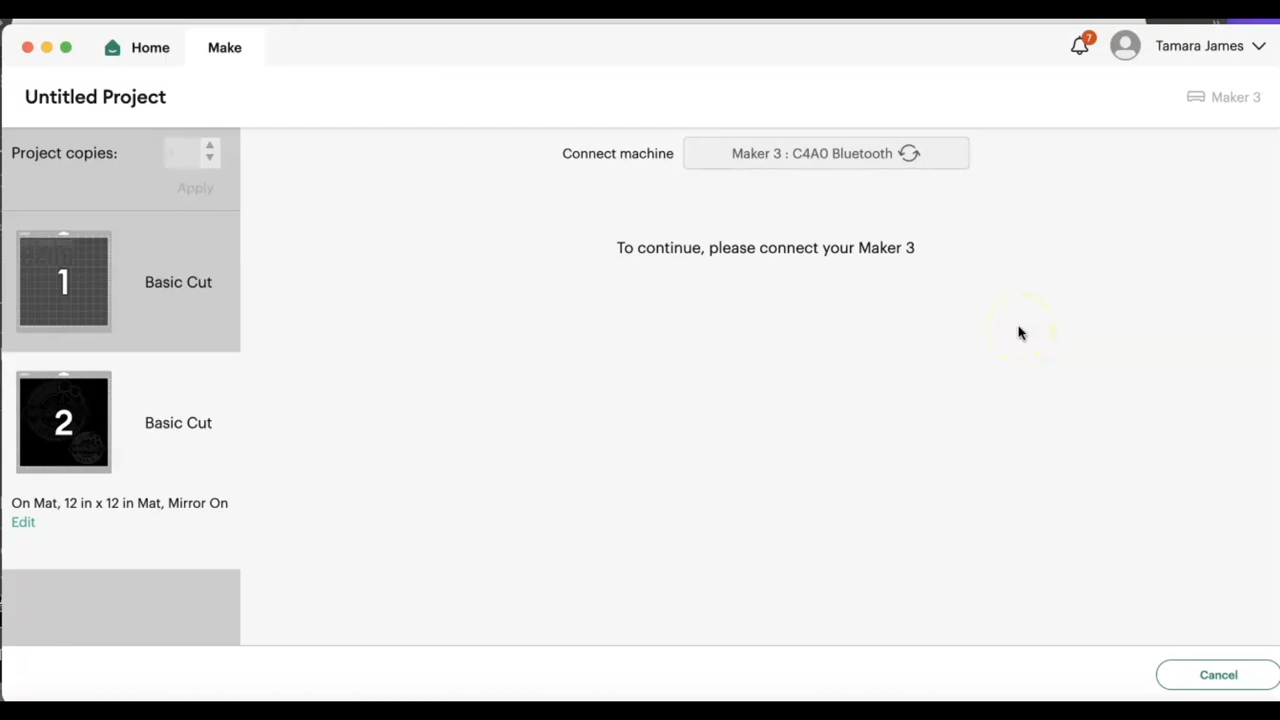 Home
Make
7
Tamara James
Untitled Project
Maker 3
Project copies:
Apply
Connect machine
Maker 3 : C4A0 Bluetooth
To continue, please connect your Maker 3
1
Basic Cut
2
Basic Cut
On Mat, 12 in x 12 in Mat, Mirror On
Edit
Cancel